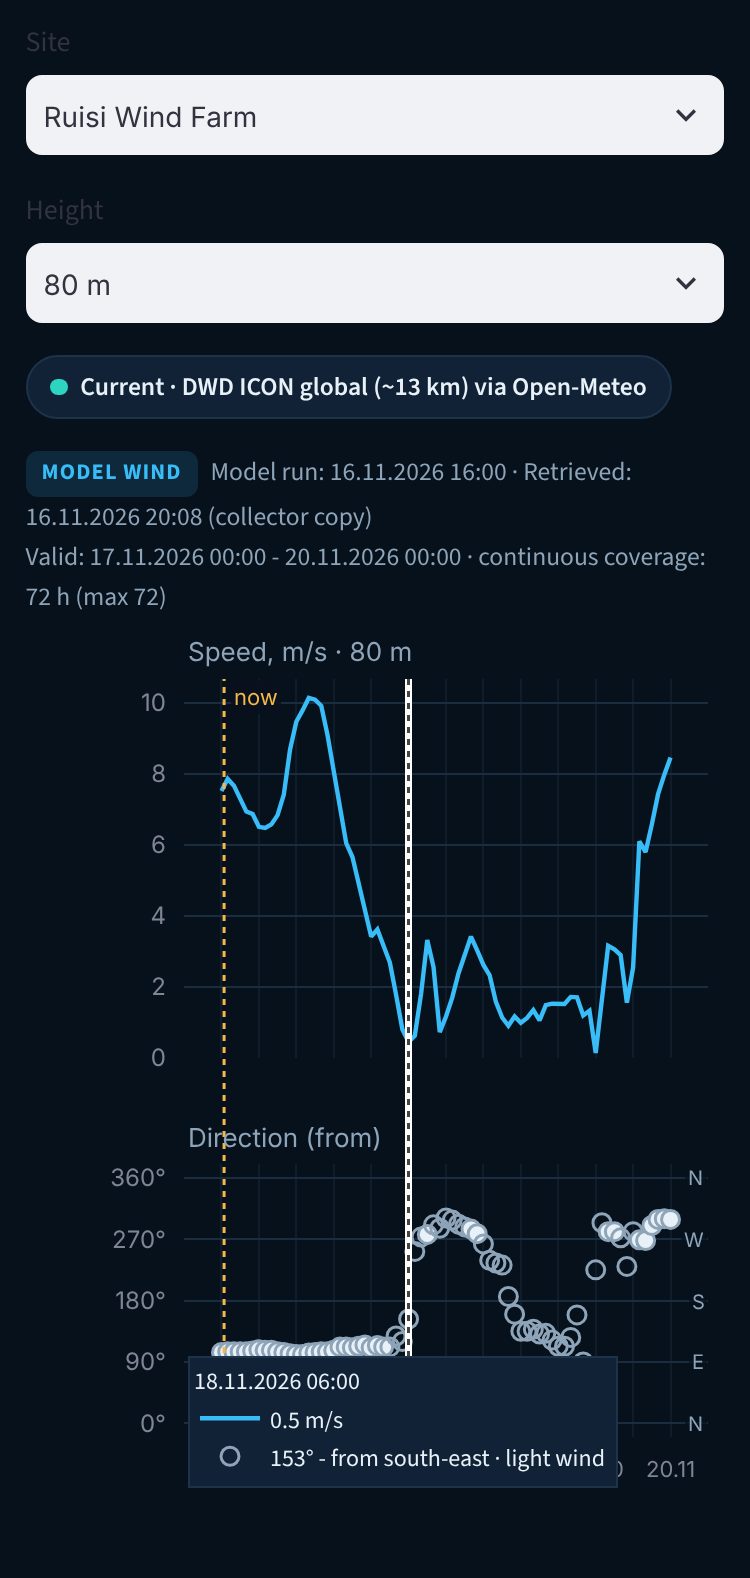 Site
Ruisi Wind Farm
Height
80 m
Current · DWD ICON global (~13 km) via Open-Meteo
MODEL WIND Model run: 16.11.2026 16:00 · Retrieved:
16.11.2026 20:08 (collector copy)
Valid: 17.11.2026 00:00 - 20.11.2026 00:00 · continuous coverage:
72 h (max 72)
Speed, m/s · 80 m
now
10
8
6
4
2
0
Direction (from)
360° N
270° W
180° S
90° E
0° N
18.11.2026 06:00
0.5 m/s
153° - from south-east · light wind
20.11